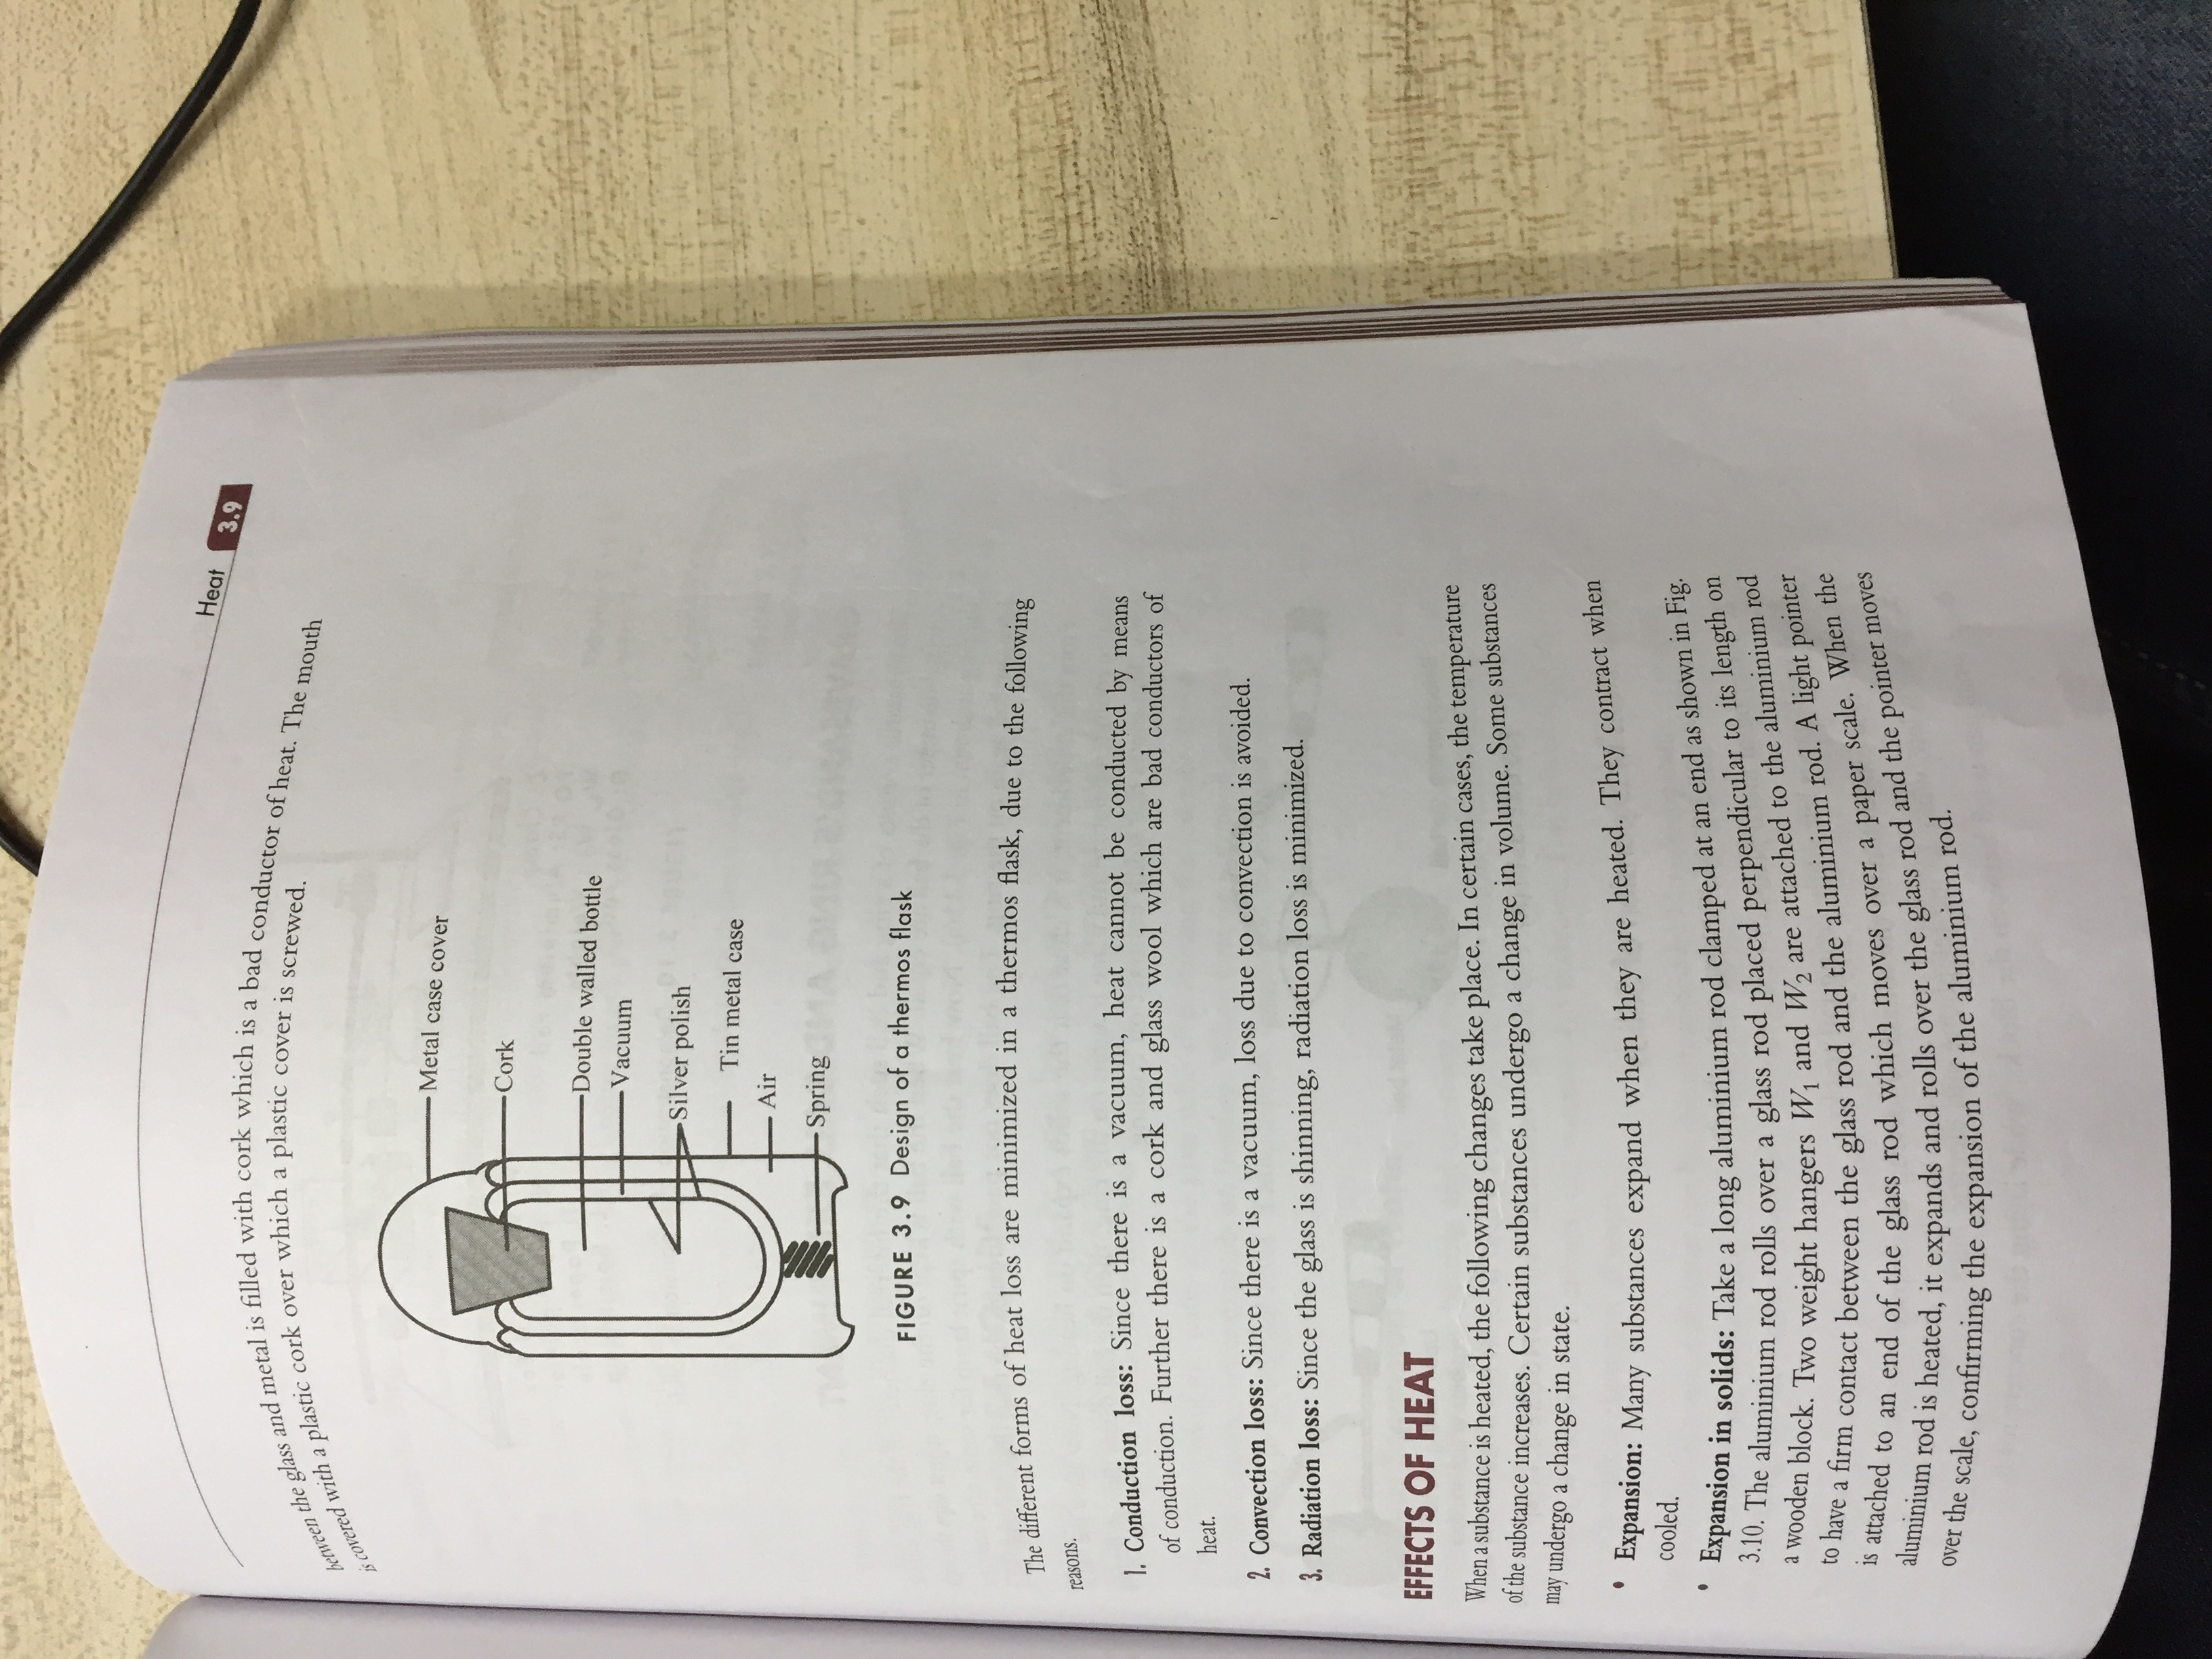 Heat 3.9
between the glass and metal is filled with cork which is a bad conductor of heat. The mouth
is covered with a plastic cork over which a plastic cover is screwed.
Metal case cover
Cork
Double walled bottle
Vacuum
Silver polish
Tin metal case
Air
Spring
FIGURE 3.9 Design of a thermos flask
The different forms of heat loss are minimized in a thermos flask, due to the following
reasons.
1. Conduction loss: Since there is a vacuum, heat cannot be conducted by means
of conduction. Further there is a cork and glass wool which are bad conductors of
heat.
2. Convection loss: Since there is a vacuum, loss due to convection is avoided.
3. Radiation loss: Since the glass is shinning, radiation loss is minimized.
EFFECTS OF HEAT
When a substance is heated, the following changes take place. In certain cases, the temperature
of the substance increases. Certain substances undergo a change in volume. Some substances
may undergo a change in state.
• Expansion: Many substances expand when they are heated. They contract when
cooled.
• Expansion in solids: Take a long aluminium rod clamped at an end as shown in Fig.
3.10. The aluminium rod rolls over a glass rod placed perpendicular to its length on
a wooden block. Two weight hangers W₁ and W₂ are attached to the aluminium rod
to have a firm contact between the glass rod and the aluminium rod. A light pointer
is attached to an end of the glass rod which moves over a paper scale. When the
aluminium rod is heated, it expands and rolls over the glass rod and the pointer moves
over the scale, confirming the expansion of the aluminium rod.